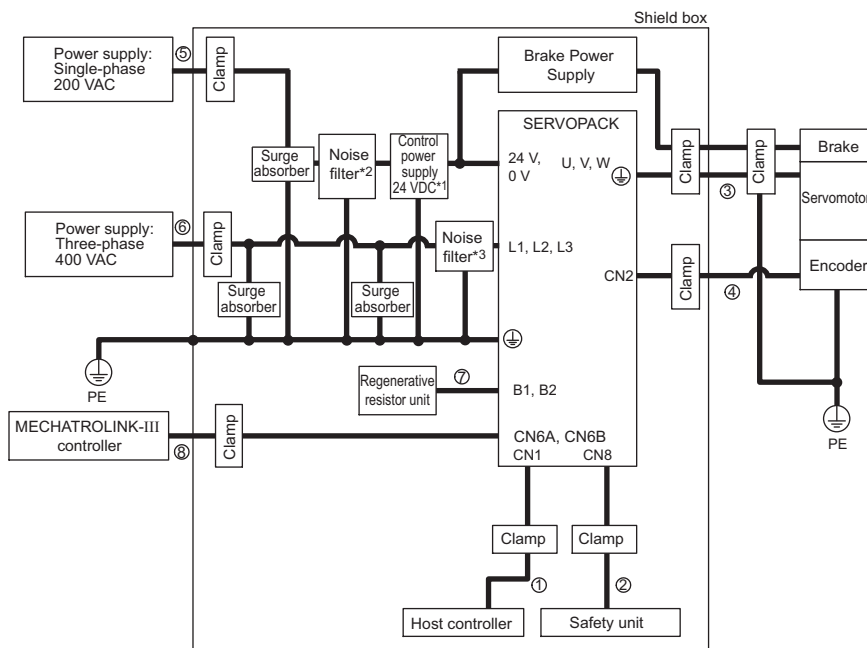 Shield box
Power supply:
Single-phase
200 VAC
⑤
Clamp
Brake Power
Supply
SERVOPACK
Surge
absorber
Noise
filter*2
Control
power
supply
24 VDC*1
24 V,
0 V
U, V, W
Clamp
Clamp
Brake
③
Servomotor
Power supply:
Three-phase
400 VAC
⑥
Clamp
Noise
filter*3
L1, L2, L3
CN2
Clamp
④
Encoder
Surge
absorber
Surge
absorber
PE
Regenerative
resistor unit
⑦
B1, B2
PE
MECHATROLINK-III
controller
⑧
Clamp
CN6A, CN6B
CN1
CN8
Clamp
Clamp
①
②
Host controller
Safety unit